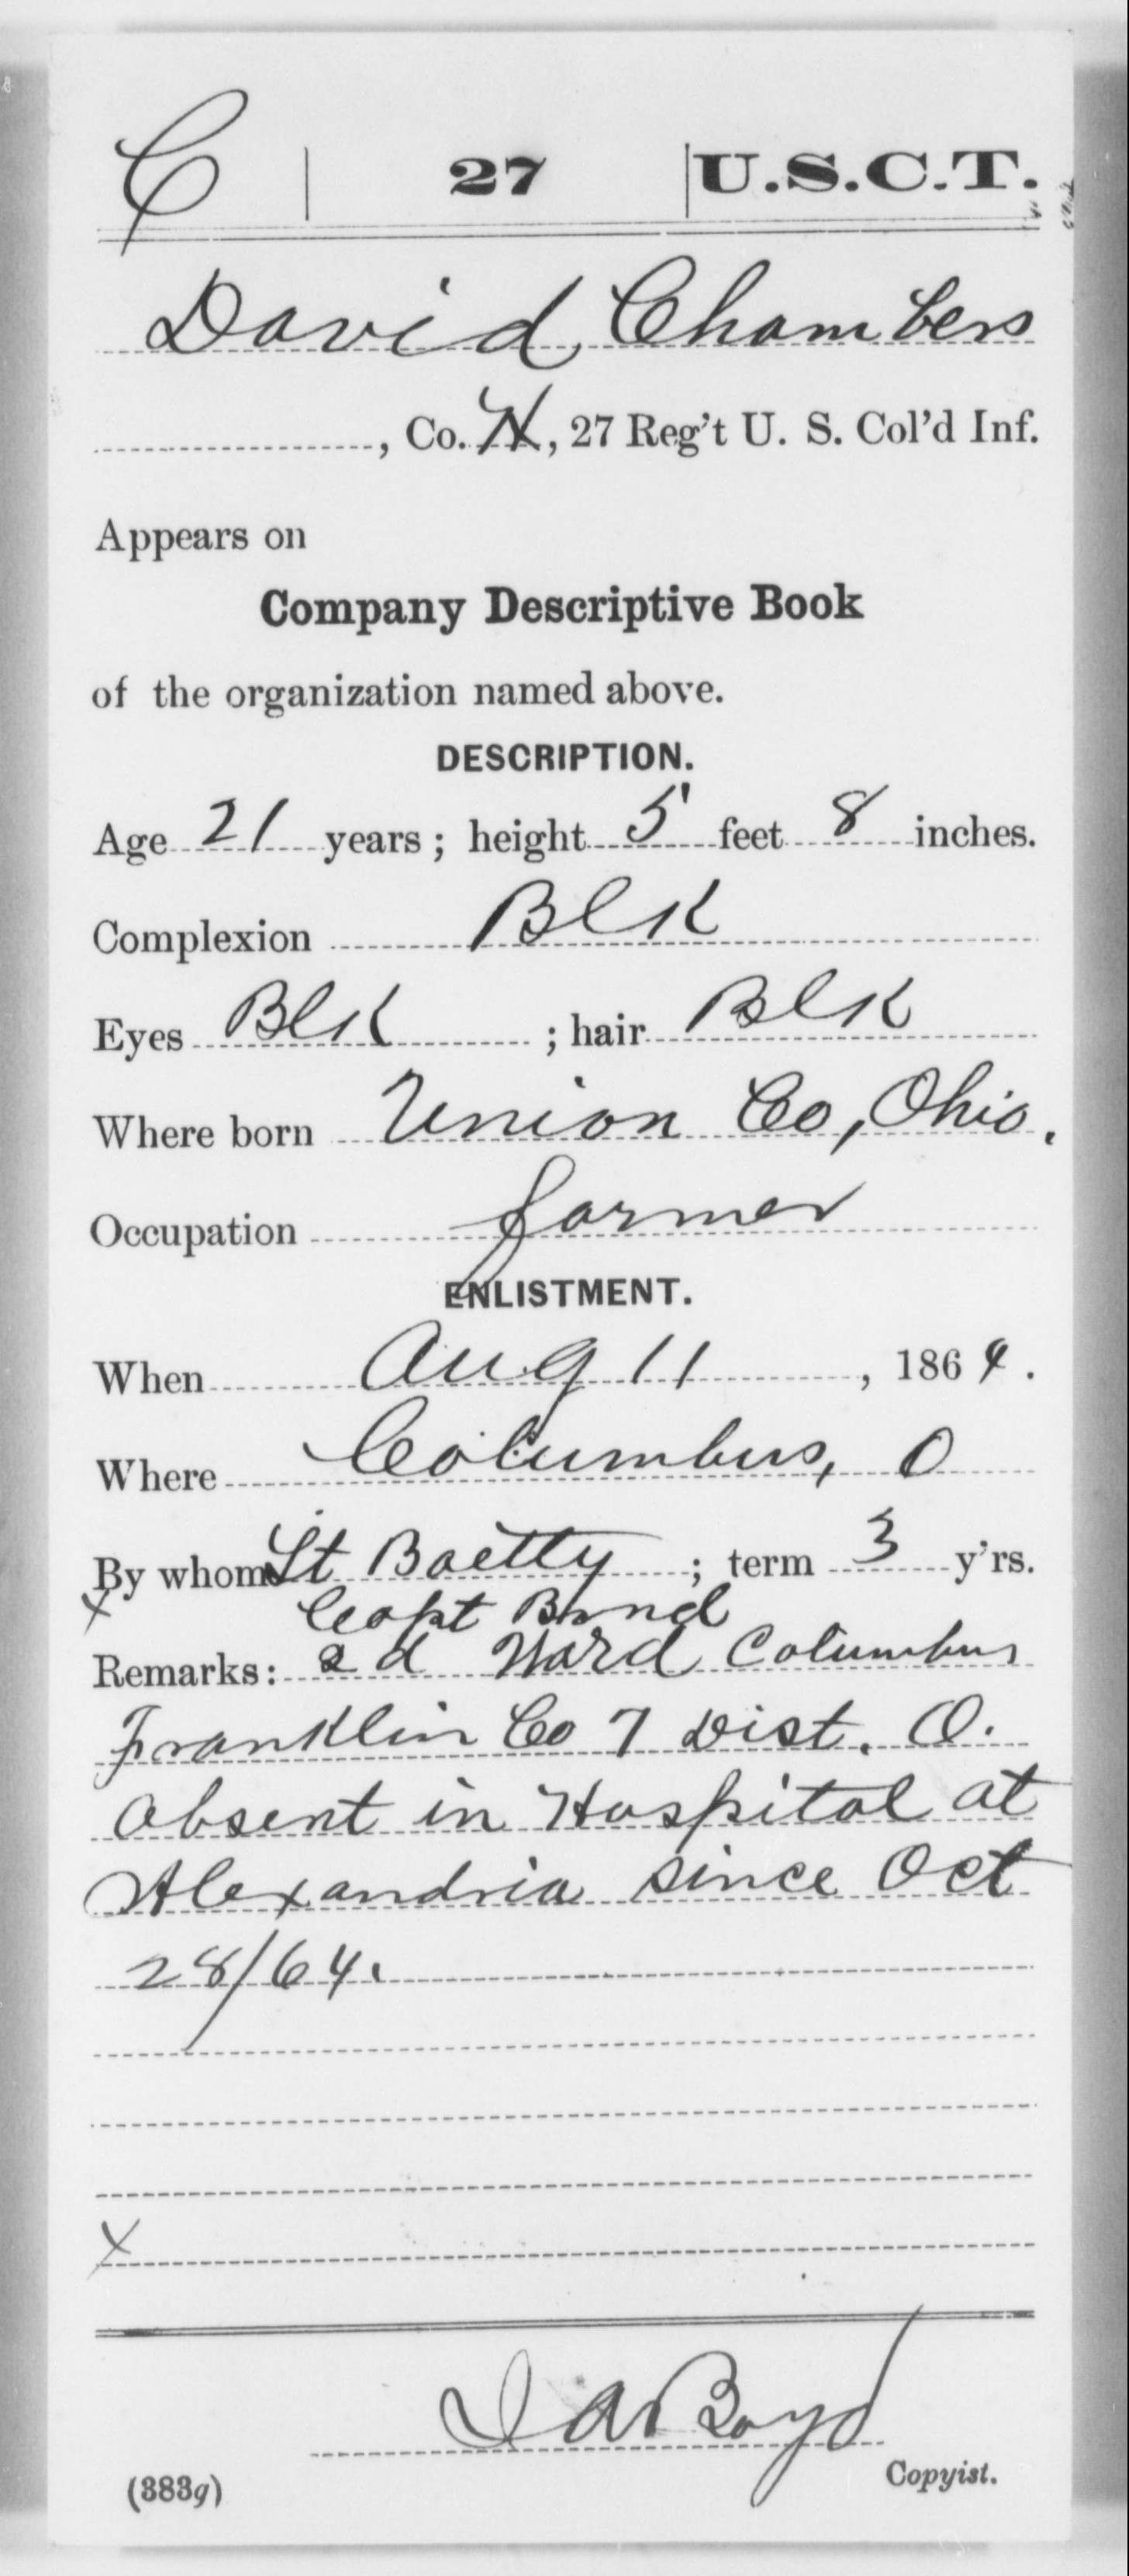 C | 27 | U.S.C.T.
David Chambers
, Co. H, 27 Reg't U. S. Col'd Inf.
Appears on
Company Descriptive Book
of the organization named above.
DESCRIPTION.
Age 21 years; height 5 feet 8 inches.
Complexion Blk
Eyes Blk ; hair Blk
Where born Union Co, Ohio.
Occupation farmer
ENLISTMENT.
When Aug 11, 1864.
Where Columbus, O
By whom Lt Baetty ; term 3 y'rs.
x Capt
Remarks: 2d Ward Columbus
Franklin Co 7 Dist. O.
Absent in Hospital at
Alexandria since Oct
28/64.
x
Boyd
Copyist.
(383g)